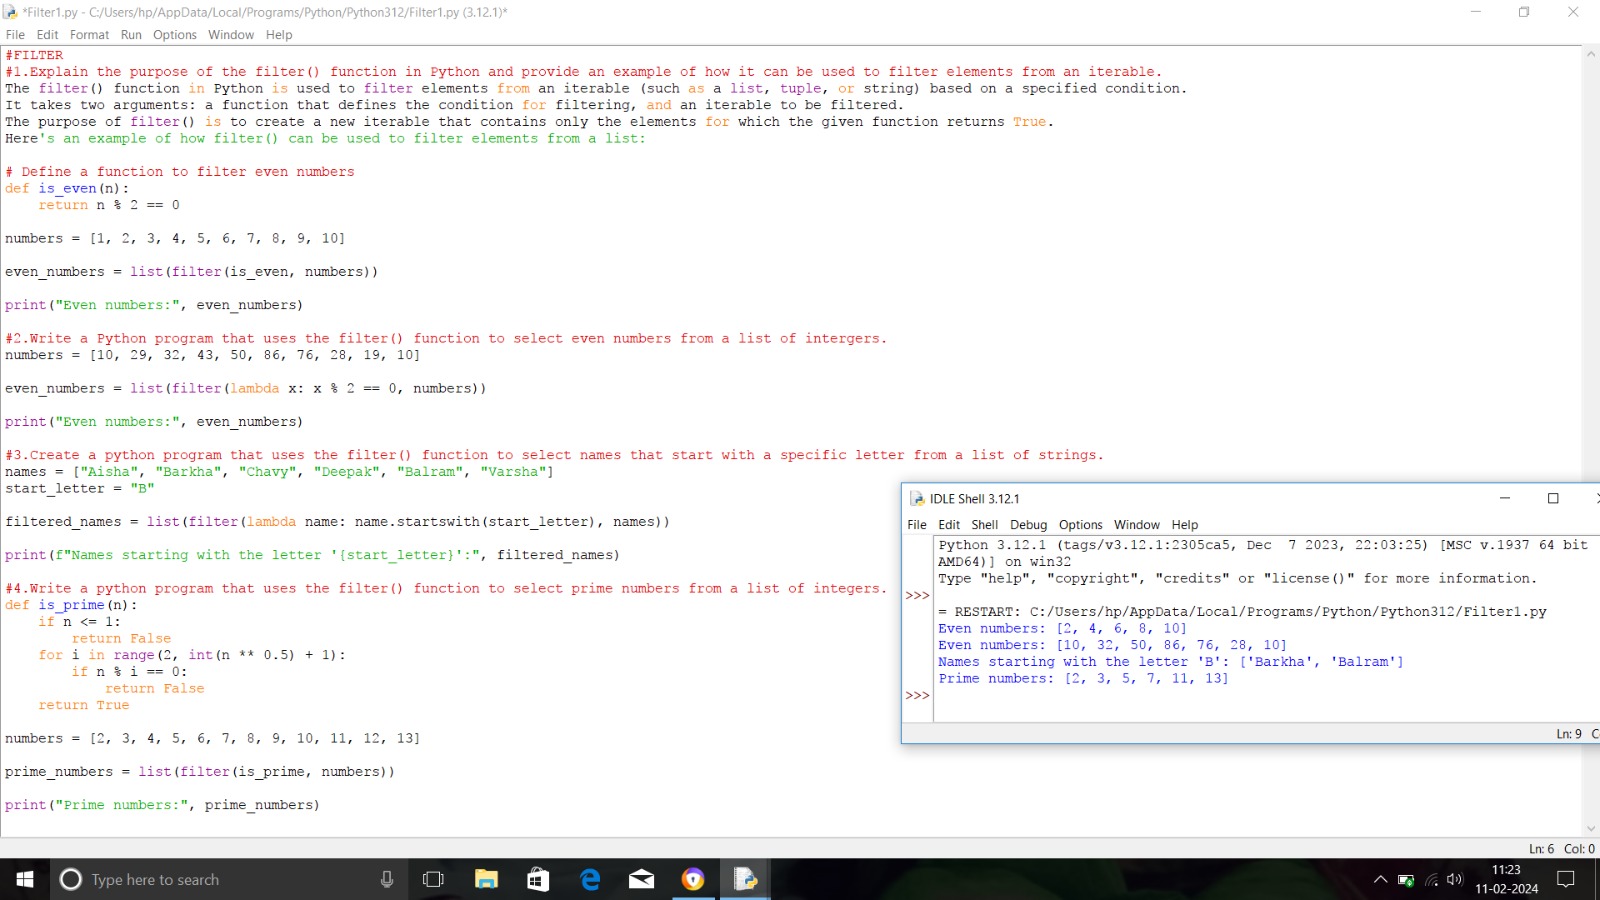 *Filter1.py - C:/Users/hp/AppData/Local/Programs/Python/Python312/Filter1.py (3.12.1)*
File Edit Format Run Options Window Help
#FILTER
#1.Explain the purpose of the filter() function in Python and provide an example of how it can be used to filter elements from an iterable.
The filter() function in Python is used to filter elements from an iterable (such as a list, tuple, or string) based on a specified condition.
It takes two arguments: a function that defines the condition for filtering, and an iterable to be filtered.
The purpose of filter() is to create a new iterable that contains only the elements for which the given function returns True.
Here's an example of how filter() can be used to filter elements from a list:
# Define a function to filter even numbers
def is_even(n):
    return n % 2 == 0
numbers = [1, 2, 3, 4, 5, 6, 7, 8, 9, 10]
even_numbers = list(filter(is_even, numbers))
print("Even numbers:", even_numbers)
#2.Write a Python program that uses the filter() function to select even numbers from a list of intergers.
numbers = [10, 29, 32, 43, 50, 86, 76, 28, 19, 10]
even_numbers = list(filter(lambda x: x % 2 == 0, numbers))
print("Even numbers:", even_numbers)
#3.Create a python program that uses the filter() function to select names that start with a specific letter from a list of strings.
names = ["Aisha", "Barkha", "Chavy", "Deepak", "Balram", "Varsha"]
start_letter = "B"
filtered_names = list(filter(lambda name: name.startswith(start_letter), names))
print(f"Names starting with the letter '{start_letter}':", filtered_names)
#4.Write a python program that uses the filter() function to select prime numbers from a list of integers.
def is_prime(n):
    if n <= 1:
        return False
    for i in range(2, int(n ** 0.5) + 1):
        if n % i == 0:
            return False
    return True
numbers = [2, 3, 4, 5, 6, 7, 8, 9, 10, 11, 12, 13]
prime_numbers = list(filter(is_prime, numbers))
print("Prime numbers:", prime_numbers)
Ln: 6 Col: 0
IDLE Shell 3.12.1
File Edit Shell Debug Options Window Help
Python 3.12.1 (tags/v3.12.1:2305ca5, Dec  7 2023, 22:03:25) [MSC v.1937 64 bit
AMD64)] on win32
Type "help", "copyright", "credits" or "license()" for more information.
>>>
= RESTART: C:/Users/hp/AppData/Local/Programs/Python/Python312/Filter1.py
Even numbers: [2, 4, 6, 8, 10]
Even numbers: [10, 32, 50, 86, 76, 28, 10]
Names starting with the letter 'B': ['Barkha', 'Balram']
Prime numbers: [2, 3, 5, 7, 11, 13]
>>>
Ln: 9 C
Type here to search
11:23
11-02-2024